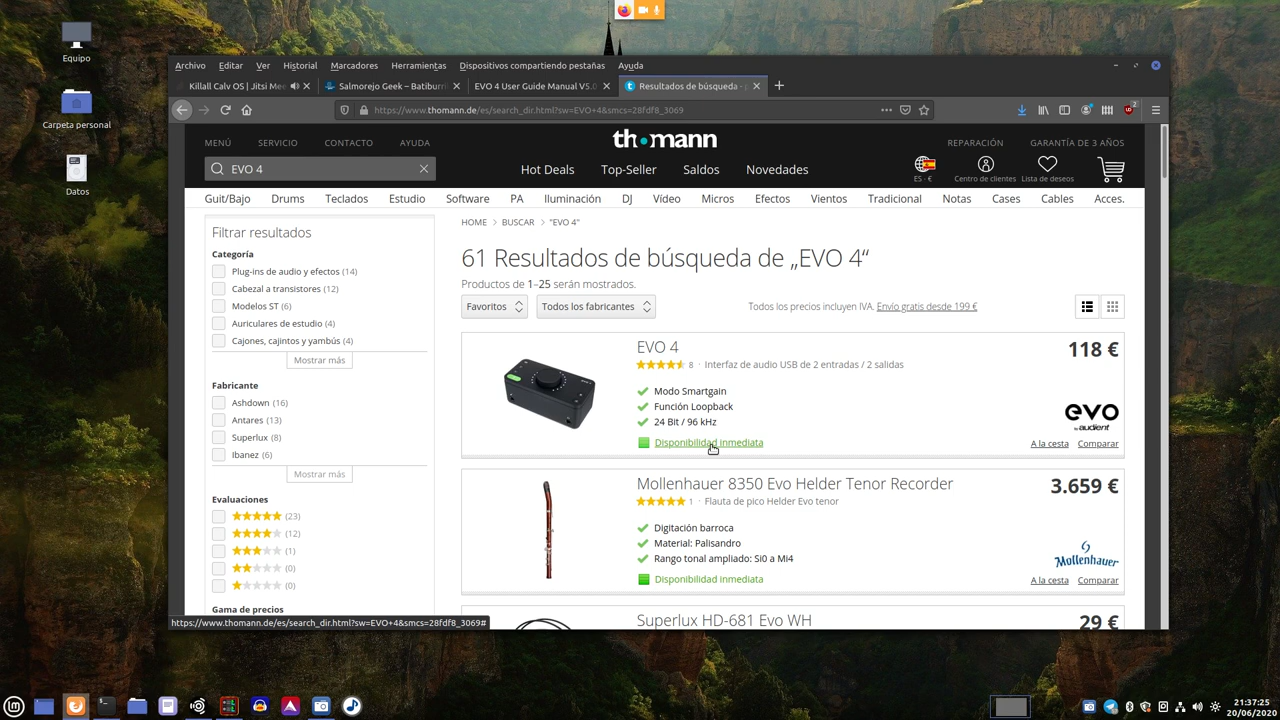 Equipo
Carpeta personal
Datos
Archivo Editar Ver Historial Marcadores Herramientas Dispositivos compartiendo pestañas Ayuda
Killall Calv OS | Jitsi Mee
Salmorejo Geek – Batiburri
EVO 4 User Guide Manual V5.0
Resultados de búsqueda -
https://www.thomann.de/es/search_dir.html?sw=EVO+4&smcs=28fdf8_3069
2
MENÚ SERVICIO CONTACTO AYUDA
th•mann
REPARACIÓN GARANTÍA DE 3 AÑOS
EVO 4
Hot Deals Top-Seller Saldos Novedades
ES · € Centro de clientes Lista de deseos
Guit/Bajo Drums Teclados Estudio Software PA Iluminación DJ Vídeo Micros Efectos Vientos Tradicional Notas Cases Cables Acces.
HOME > BUSCAR > "EVO 4"
Filtrar resultados
Categoría
Plug-ins de audio y efectos (14)
Cabezal a transistores (12)
Modelos ST (6)
Auriculares de estudio (4)
Cajones, cajintos y yambús (4)
Mostrar más
Fabricante
Ashdown (16)
Antares (13)
Superlux (8)
Ibanez (6)
Mostrar más
Evaluaciones
(23)
(12)
(1)
(0)
(0)
Gama de precios
61 Resultados de búsqueda de „EVO 4“
Productos de 1–25 serán mostrados.
Favoritos
Todos los fabricantes
Todos los precios incluyen IVA. Envío gratis desde 199 €
EVO 4
118 €
8 · Interfaz de audio USB de 2 entradas / 2 salidas
Modo Smartgain
Función Loopback
24 Bit / 96 kHz
Disponibilidad inmediata
evo
by audient
A la cesta Comparar
Mollenhauer 8350 Evo Helder Tenor Recorder
3.659 €
1 · Flauta de pico Helder Evo tenor
Digitación barroca
Material: Palisandro
Rango tonal ampliado: Si0 a Mi4
Disponibilidad inmediata
Mollenhauer
A la cesta Comparar
Superlux HD-681 Evo WH
29 €
https://www.thomann.de/es/search_dir.html?sw=EVO+4&smcs=28fdf8_3069#
21:37:25
20/06/2020